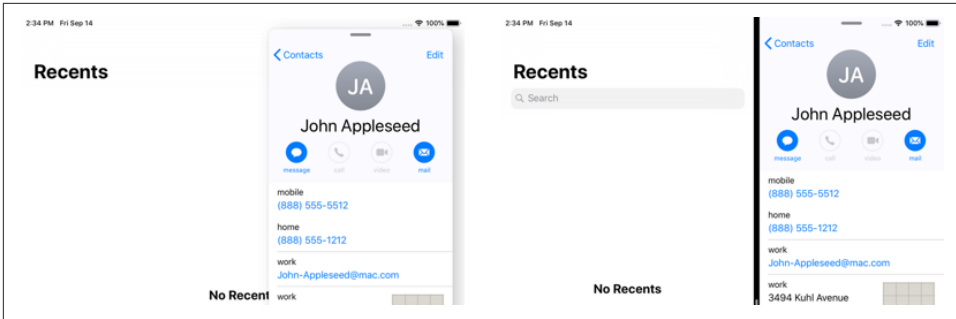 2:34 PM Fri Sep 14
100%
Recents
Contacts
Edit
JA
John Appleseed
message call video mail
mobile
(888) 555-5512
home
(888) 555-1212
work
John-Appleseed@mac.com
No Recent
work
2:34 PM Fri Sep 14
100%
Recents
Search
No Recents
Contacts
Edit
JA
John Appleseed
message call video mail
mobile
(888) 555-5512
home
(888) 555-1212
work
John-Appleseed@mac.com
work
3494 Kuhl Avenue